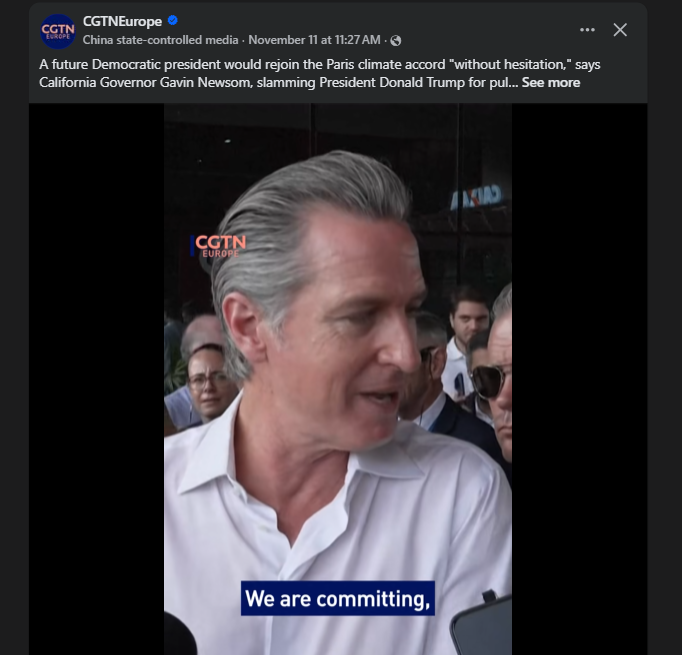 CGTN
EUROPE
CGTNEurope
China state-controlled media · November 11 at 11:27 AM ·
A future Democratic president would rejoin the Paris climate accord "without hesitation," says
California Governor Gavin Newsom, slamming President Donald Trump for pul... See more
CGTN
EUROPE
We are committing,